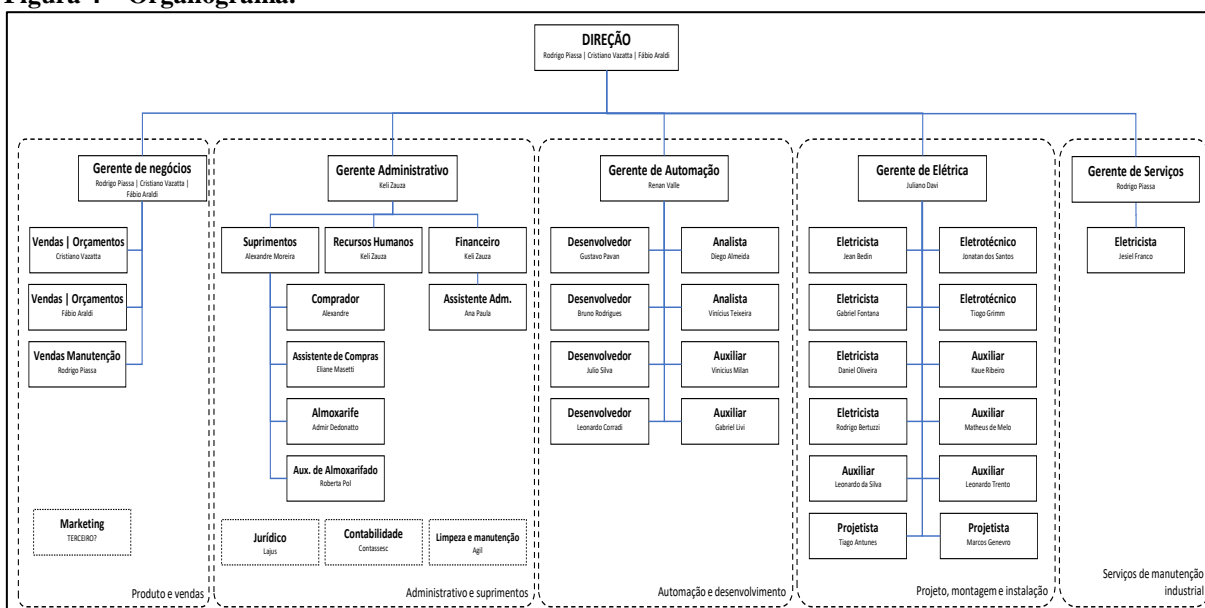 Figura 4 – Organograma.
DIREÇÃO
Rodrigo Piassa | Cristiano Vazatta | Fábio Araldi
Gerente de negócios
Rodrigo Piassa | Cristiano Vazatta |
Fábio Araldi
Vendas | Orçamentos
Cristiano Vazatta
Vendas | Orçamentos
Fábio Araldi
Vendas Manutenção
Rodrigo Piassa
Marketing
TERCEIRO?
Produto e vendas
Gerente Administrativo
Keli Zauza
Suprimentos
Alexandre Moreira
Recursos Humanos
Keli Zauza
Financeiro
Keli Zauza
Comprador
Alexandre
Assistente Adm.
Ana Paula
Assistente de Compras
Eliane Masetti
Almoxarife
Admir Dedonatto
Aux. de Almoxarifado
Roberta Pol
Jurídico
Lajus
Contabilidade
Contassesc
Limpeza e manutenção
Agil
Administrativo e suprimentos
Gerente de Automação
Renan Valle
Desenvolvedor
Gustavo Pavan
Analista
Diego Almeida
Desenvolvedor
Bruno Rodrigues
Analista
Vinícius Teixeira
Desenvolvedor
Julio Silva
Auxiliar
Vinicius Milan
Desenvolvedor
Leonardo Corradi
Auxiliar
Gabriel Livi
Automação e desenvolvimento
Gerente de Elétrica
Juliano Davi
Eletricista
Jean Bedin
Eletrotécnico
Jonatan dos Santos
Eletricista
Gabriel Fontana
Eletrotécnico
Tiogo Grimm
Eletricista
Daniel Oliveira
Auxiliar
Kaue Ribeiro
Eletricista
Rodrigo Bertuzzi
Auxiliar
Matheus de Melo
Auxiliar
Leonardo da Silva
Auxiliar
Leonardo Trento
Projetista
Tiago Antunes
Projetista
Marcos Genevro
Projeto, montagem e instalação
Gerente de Serviços
Rodrigo Piassa
Eletricista
Jesiel Franco
Serviços de manutenção
industrial